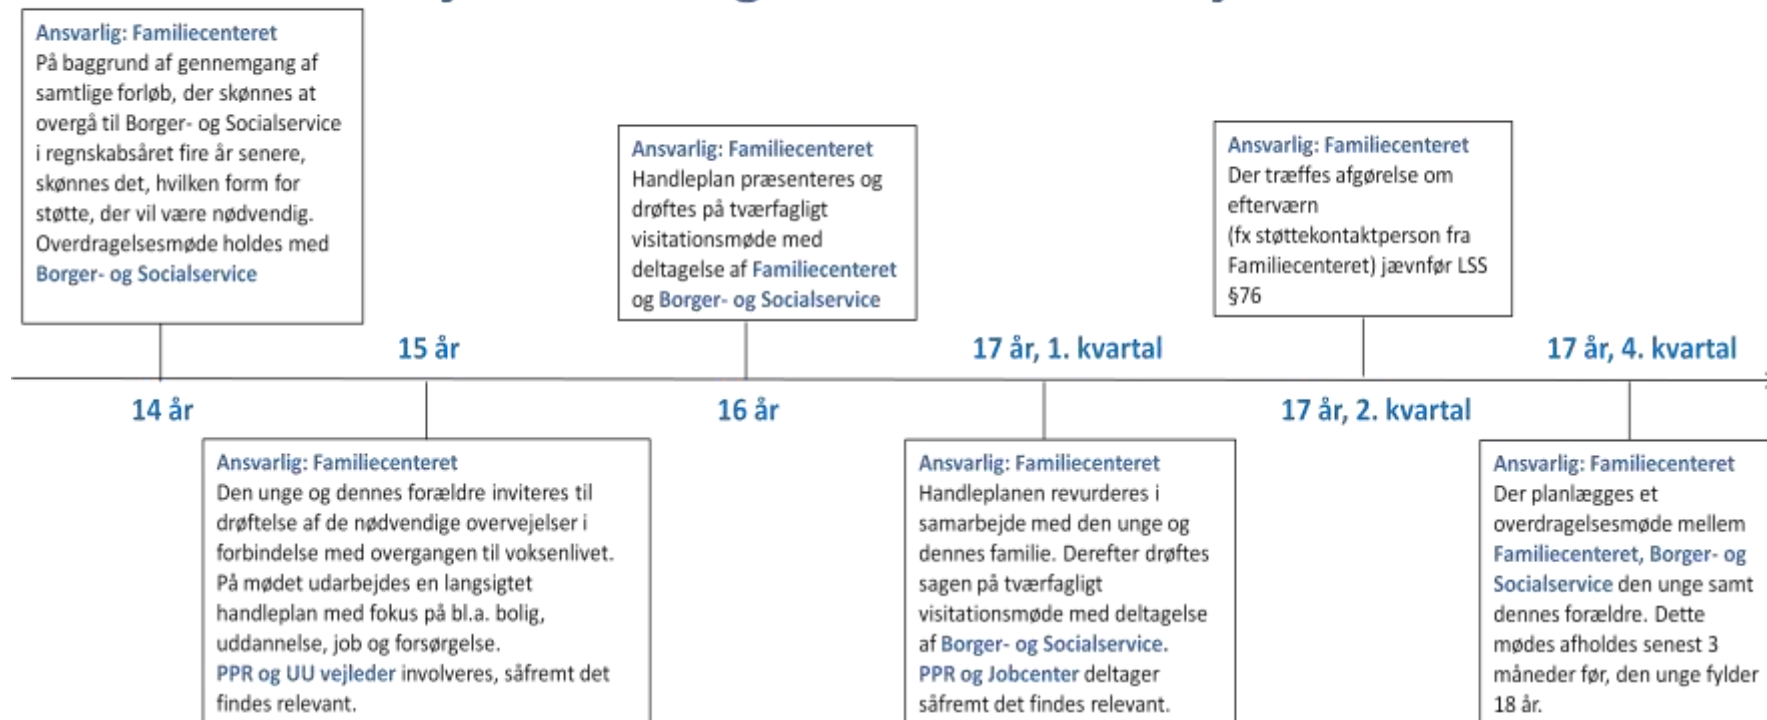 Ansvarlig: Familiecenteret
På baggrund af gennemgang af
samtlige forløb, der skønnes at
overgå til Borger- og Socialservice
i regnskabsåret fire år senere,
skønnes det, hvilken form for
støtte, der vil være nødvendig.
Overdragelsesmøde holdes med
Borger- og Socialservice
Ansvarlig: Familiecenteret
Handleplan præsenteres og
drøftes på tværfagligt
visitationsmøde med
deltagelse af Familiecenteret
og Borger- og Socialservice
Ansvarlig: Familiecenteret
Der træffes afgørelse om
efterværn
(fx støttekontaktperson fra
Familiecenteret) jævnfør LSS
§76
15 år
17 år, 1. kvartal
17 år, 4. kvartal
14 år
16 år
17 år, 2. kvartal
Ansvarlig: Familiecenteret
Den unge og dennes forældre inviteres til
drøftelse af de nødvendige overvejelser i
forbindelse med overgangen til voksenlivet.
På mødet udarbejdes en langsigtet
handleplan med fokus på bl.a. bolig,
uddannelse, job og forsørgelse.
PPR og UU vejleder involveres, såfremt det
findes relevant.
Ansvarlig: Familiecenteret
Handleplanen revurderes i
samarbejde med den unge og
dennes familie. Derefter drøftes
sagen på tværfagligt
visitationsmøde med deltagelse
af Borger- og Socialservice.
PPR og Jobcenter deltager
såfremt det findes relevant.
Ansvarlig: Familiecenteret
Der planlægges et
overdragelsesmøde mellem
Familiecenteret, Borger- og
Socialservice den unge samt
dennes forældre. Dette
mødes afholdes senest 3
måneder før, den unge fylder
18 år.